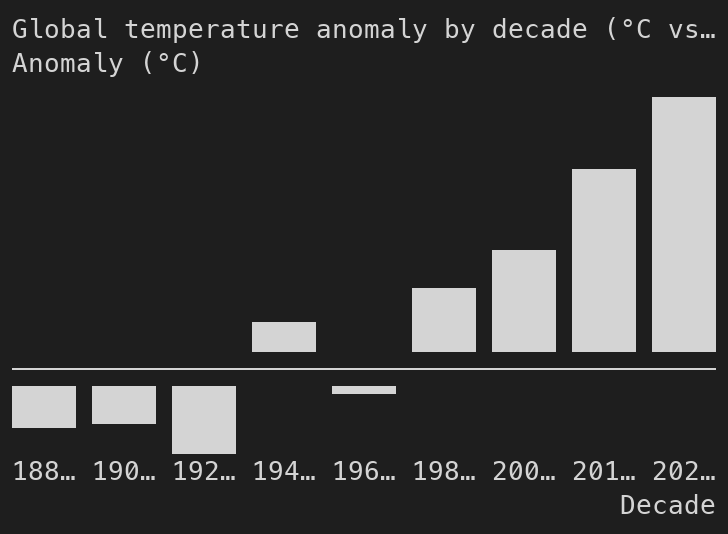 Global temperature anomaly by decade (°C vs…
Anomaly (°C)
188… 190… 192… 194… 196… 198… 200… 201… 202…
Decade